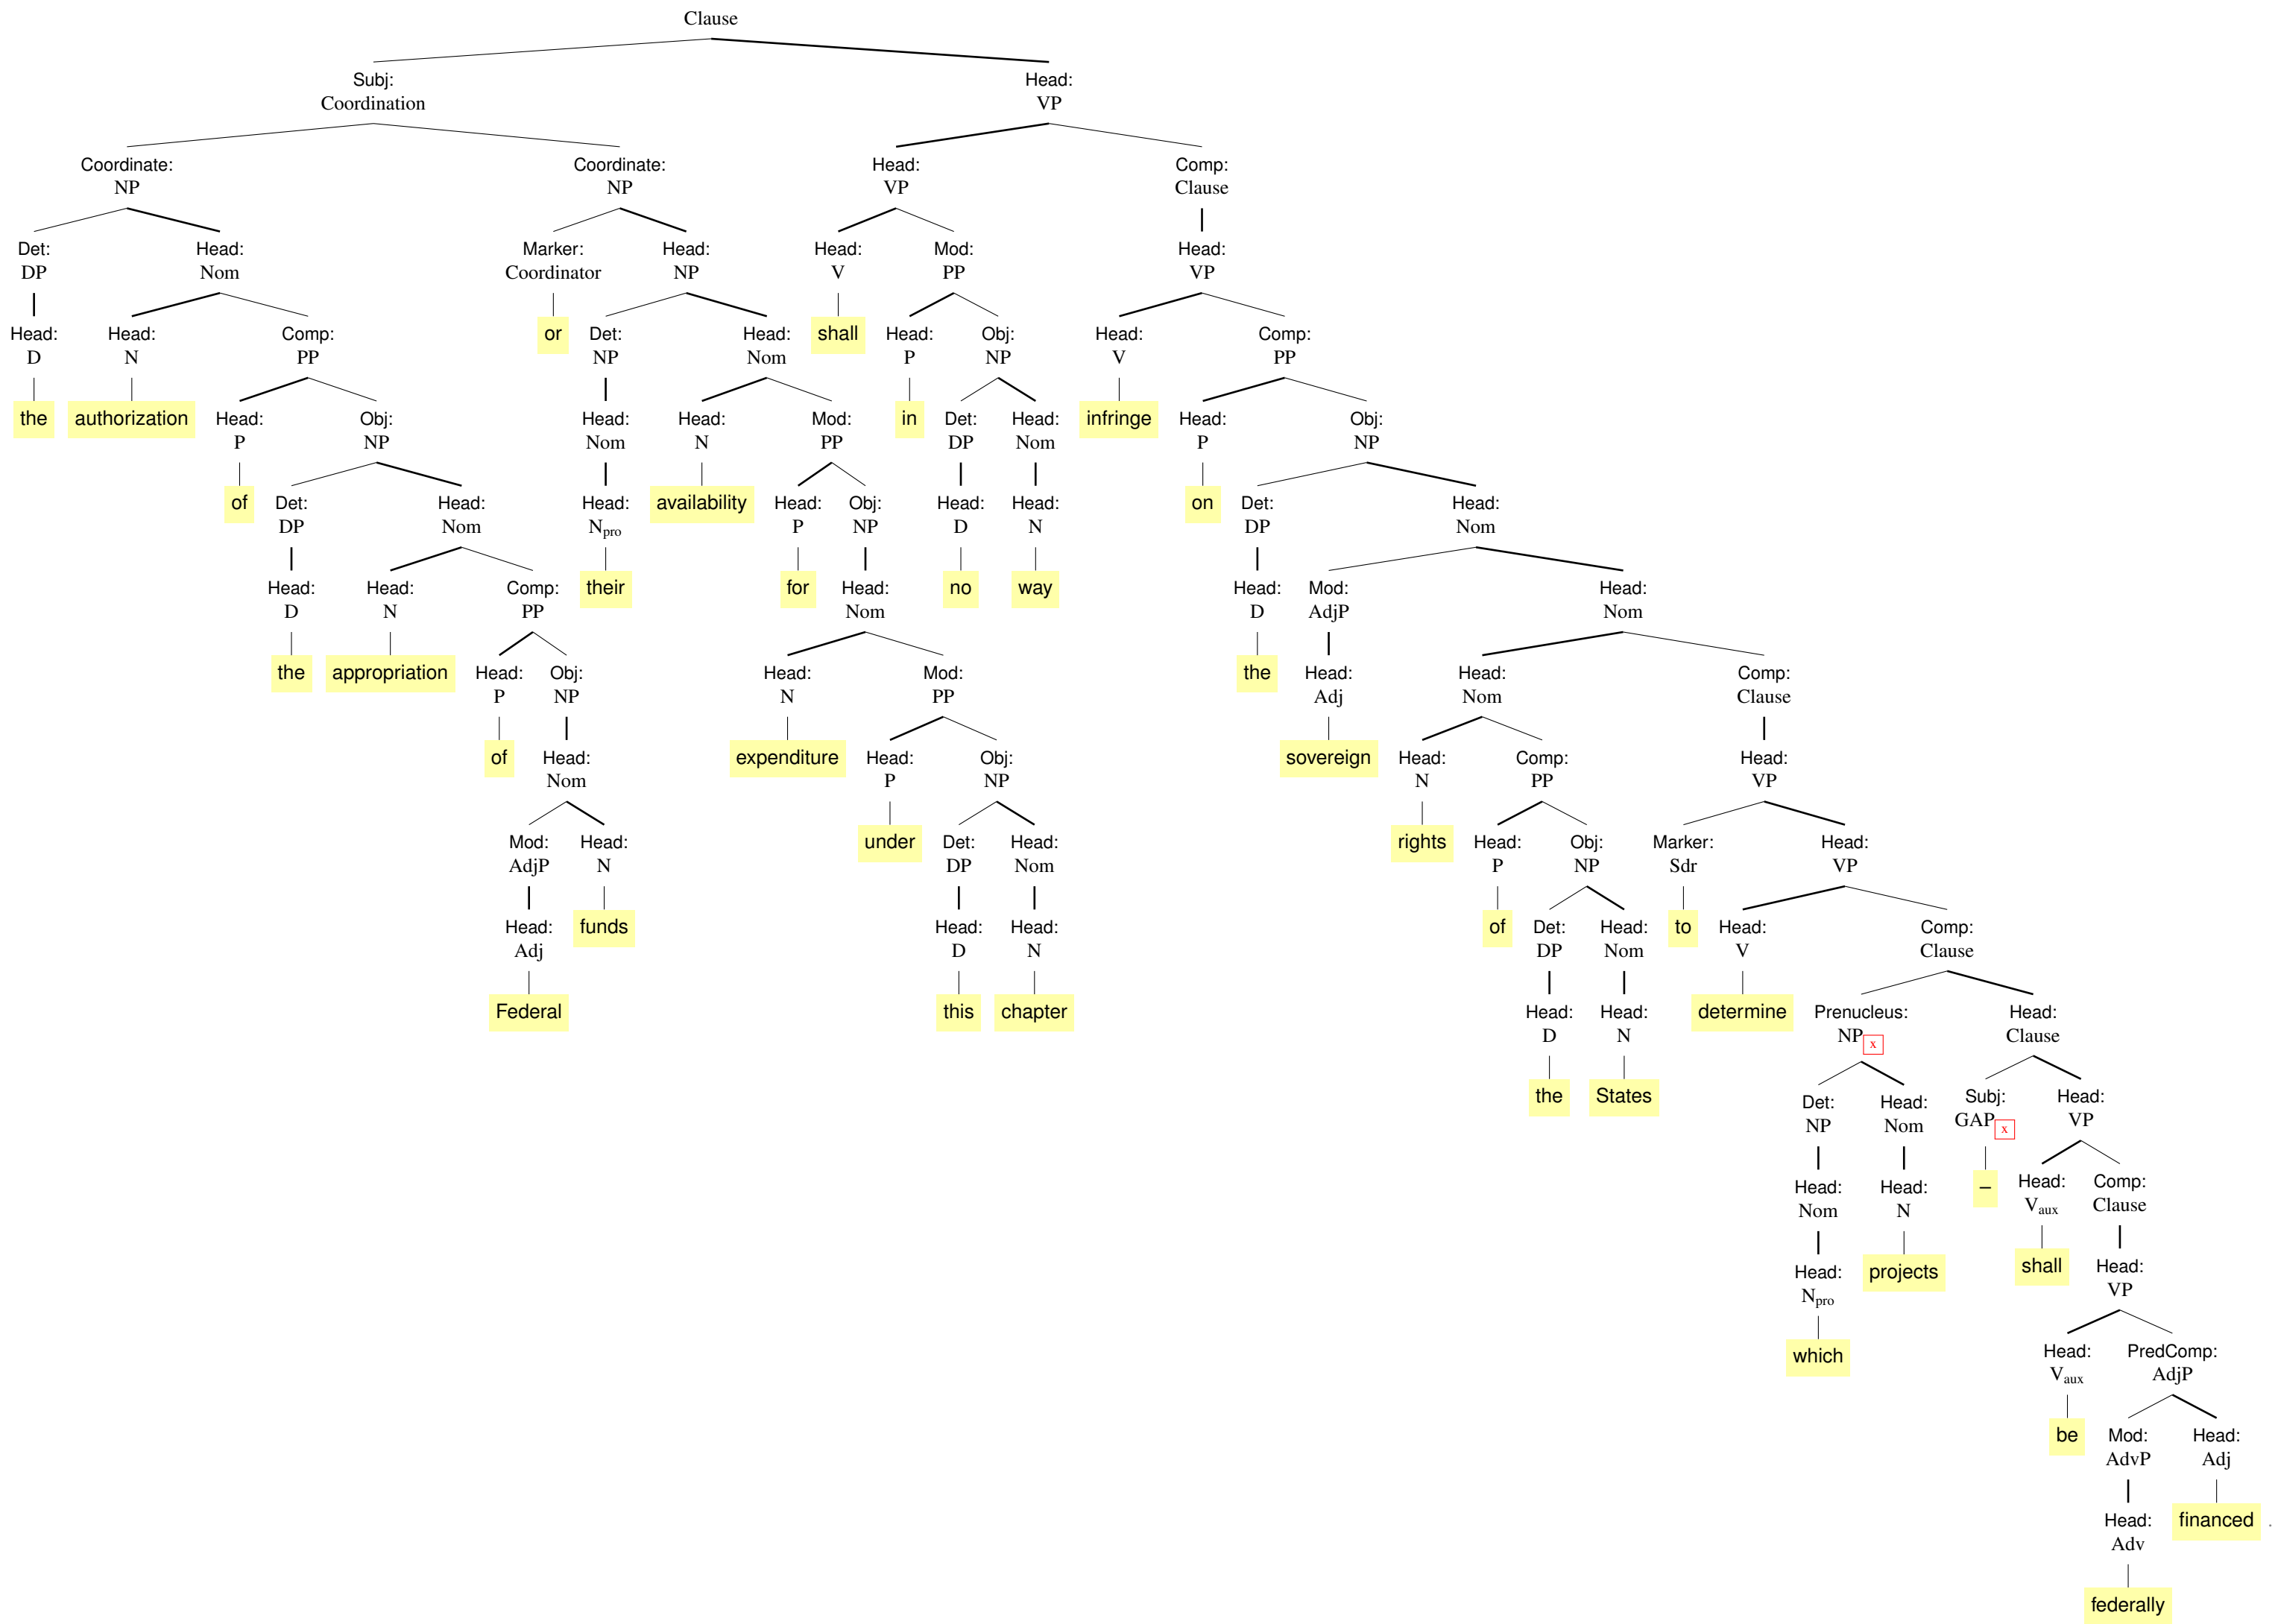 Clause
Subj: Head:
Coordination VP
Coordinate: Coordinate: Head: Comp:
NP NP VP Clause
Det: Head: Marker: Head: Head: Mod: Head:
DP Nom Coordinator NP V PP VP
Head: Head: Comp: or Det: Head: shall Head: Obj: Head: Comp:
D N PP NP Nom P NP V PP
the authorization Head: Obj: Head: Head: Mod: in Det: Head: infringe Head: Obj:
P NP Nom N PP DP Nom P NP
of Det: Head: Head: availability Head: Obj: Head: Head: on Det: Head:
DP Nom Npro P NP D N DP Nom
Head: Head: Comp: their for Head: no way Head: Mod: Head:
D N PP Nom D AdjP Nom
the appropriation Head: Obj: Head: Mod: the Head: Head: Comp:
P NP N PP Adj Nom Clause
of Head: expenditure Head: Obj: sovereign Head: Comp: Head:
Nom P NP N PP VP
Mod: Head: under Det: Head: rights Head: Obj: Marker: Head:
AdjP N DP Nom P NP Sdr VP
Head: funds Head: Head: of Det: Head: to Head: Comp:
Adj D N DP Nom V Clause
Federal this chapter Head: Head: determine Prenucleus: Head:
D N NP x Clause
the States Det: Head: Subj: Head:
NP Nom GAP x VP
Head: Head: – Head: Comp:
Nom N Vaux Clause
Head: projects shall Head:
Npro VP
which Head: PredComp:
Vaux AdjP
be Mod: Head:
AdvP Adj
Head: financed .
Adv
federally